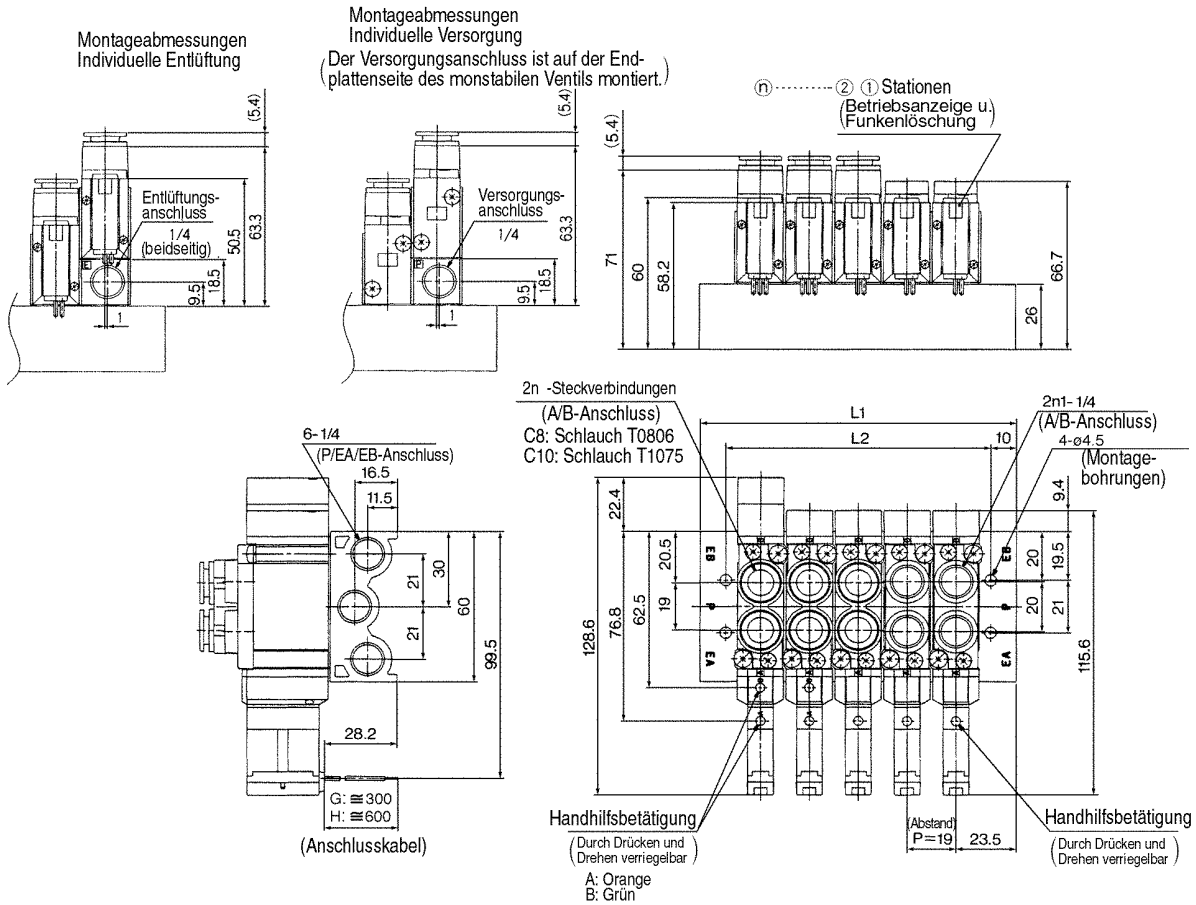 Montageabmessungen
Individuelle Entlüftung
(5.4)
Entlüftungs-
anschluss
1/4
(beidseitig)
E
50.5
63.3
18.5
9.5
1
Montageabmessungen
Individuelle Versorgung
(Der Versorgungsanschluss ist auf der End-
plattenseite des monstabilen Ventils montiert.)
(5.4)
Versorgungs-
anschluss
1/4
P
63.3
18.5
9.5
1
n ········ 2 1 Stationen
(Betriebsanzeige u.
Funkenlöschung)
(5.4)
71
60
58.2
66.7
26
6-1/4
(P/EA/EB-Anschluss)
16.5
11.5
21
21
30
60
99.5
28.2
G: ≅300
H: ≅600
(Anschlusskabel)
2n -Steckverbindungen
(A/B-Anschluss)
C8: Schlauch T0806
C10: Schlauch T1075
L1
L2
10
2n1-1/4
(A/B-Anschluss)
4-ø4.5
(Montage-
bohrungen)
22.4
20.5
19
62.5
76.8
128.6
EB
P
EA
EB
P
EA
9.4
20
19.5
20
21
115.6
Handhilfsbetätigung
(Durch Drücken und
Drehen verriegelbar)
A: Orange
B: Grün
(Abstand)
P=19
23.5
Handhilfsbetätigung
(Durch Drücken und
Drehen verriegelbar)